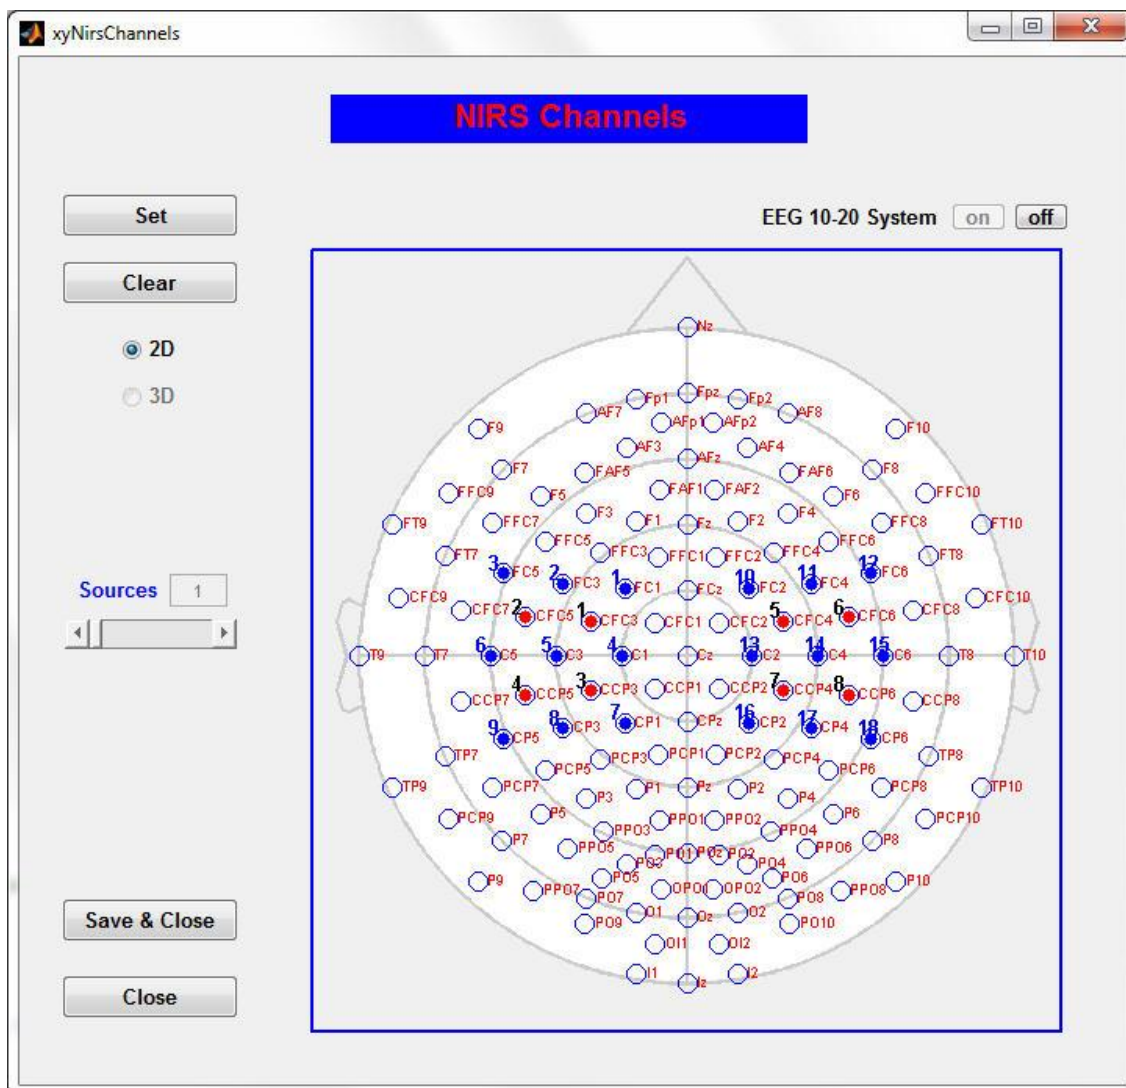 xyNirsChannels
NIRS Channels
Set
EEG 10-20 System on off
Clear
2D
3D
Nz
Fp1 Fpz Fp2
AF7 AF8
F9 AFp1 AFp2 F10
AF3 AF4
AFz
F7 FAF5 FAF6 F8
FFC9 F5 FAF1 FAF2 F6 FFC10
F3 F4
FT9 FFC7 F1 Fz F2 FFC8 FT10
FFC5 FFC6
FT7 FFC3 FFC1 FFC2 FFC4 FT8
3 FC5 2 FC3 1 FC1 FCz 10 FC2 11 FC4 12 FC6
Sources 1
CFC9 CFC10
CFC7 2 CFC5 1 CFC3 CFC1 CFC2 5 CFC4 6 CFC6 CFC8
T9 T7 6 C5 5 C3 4 C1 Cz 13 C2 14 C4 15 C6 T8 T10
CCP7 4 CCP5 3 CCP3 CCP1 CCP2 7 CCP4 8 CCP6 CCP8
9 CP5 8 CP3 7 CP1 CPz 16 CP2 17 CP4 18 CP6
TP7 PCP3 PCP1 PCP2 PCP4 TP8
PCP5 PCP6
TP9 PCP7 P1 Pz P2 PCP8 TP10
P3 P4
PCP9 P5 PPO1 PPO2 P6 PCP10
PPO3 PPO4
P7 PPO5 PO1 POz PO2 PPO6 P8
PO3 PO4
P9 PO5 PO6 P10
PPO7 OPO1 OPO2 PPO8
PO7 PO8
O1 Oz O2
PO9 PO10
OI1 OI2
I1 Iz I2
Save & Close
Close